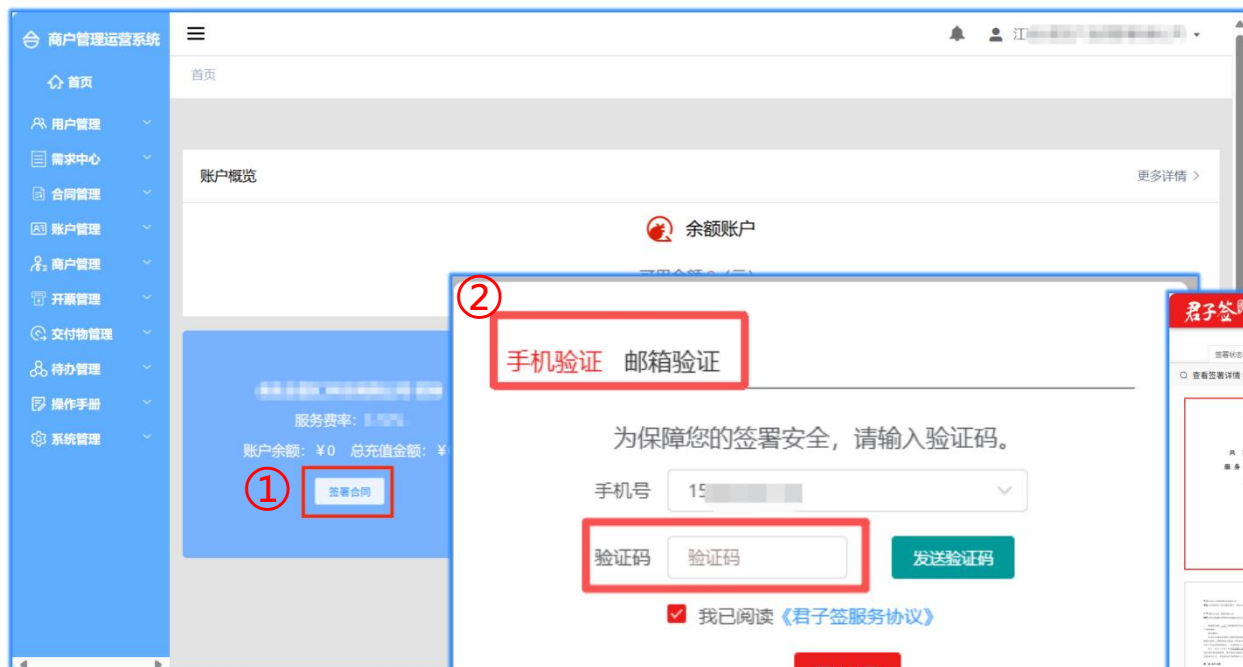 商户管理运营系统
江
首页
首页
用户管理
需求中心
合同管理
账户管理
商户管理
开票管理
交付物管理
待办管理
操作手册
系统管理
账户概览
更多详情 >
余额账户
服务费率：
账户余额：￥0 总充值金额：￥
①
签署合同
②
手机验证 邮箱验证
为保障您的签署安全，请输入验证码。
手机号 15
验证码 验证码 发送验证码
我已阅读《君子签服务协议》
君子签
签署状态
查看签署详情